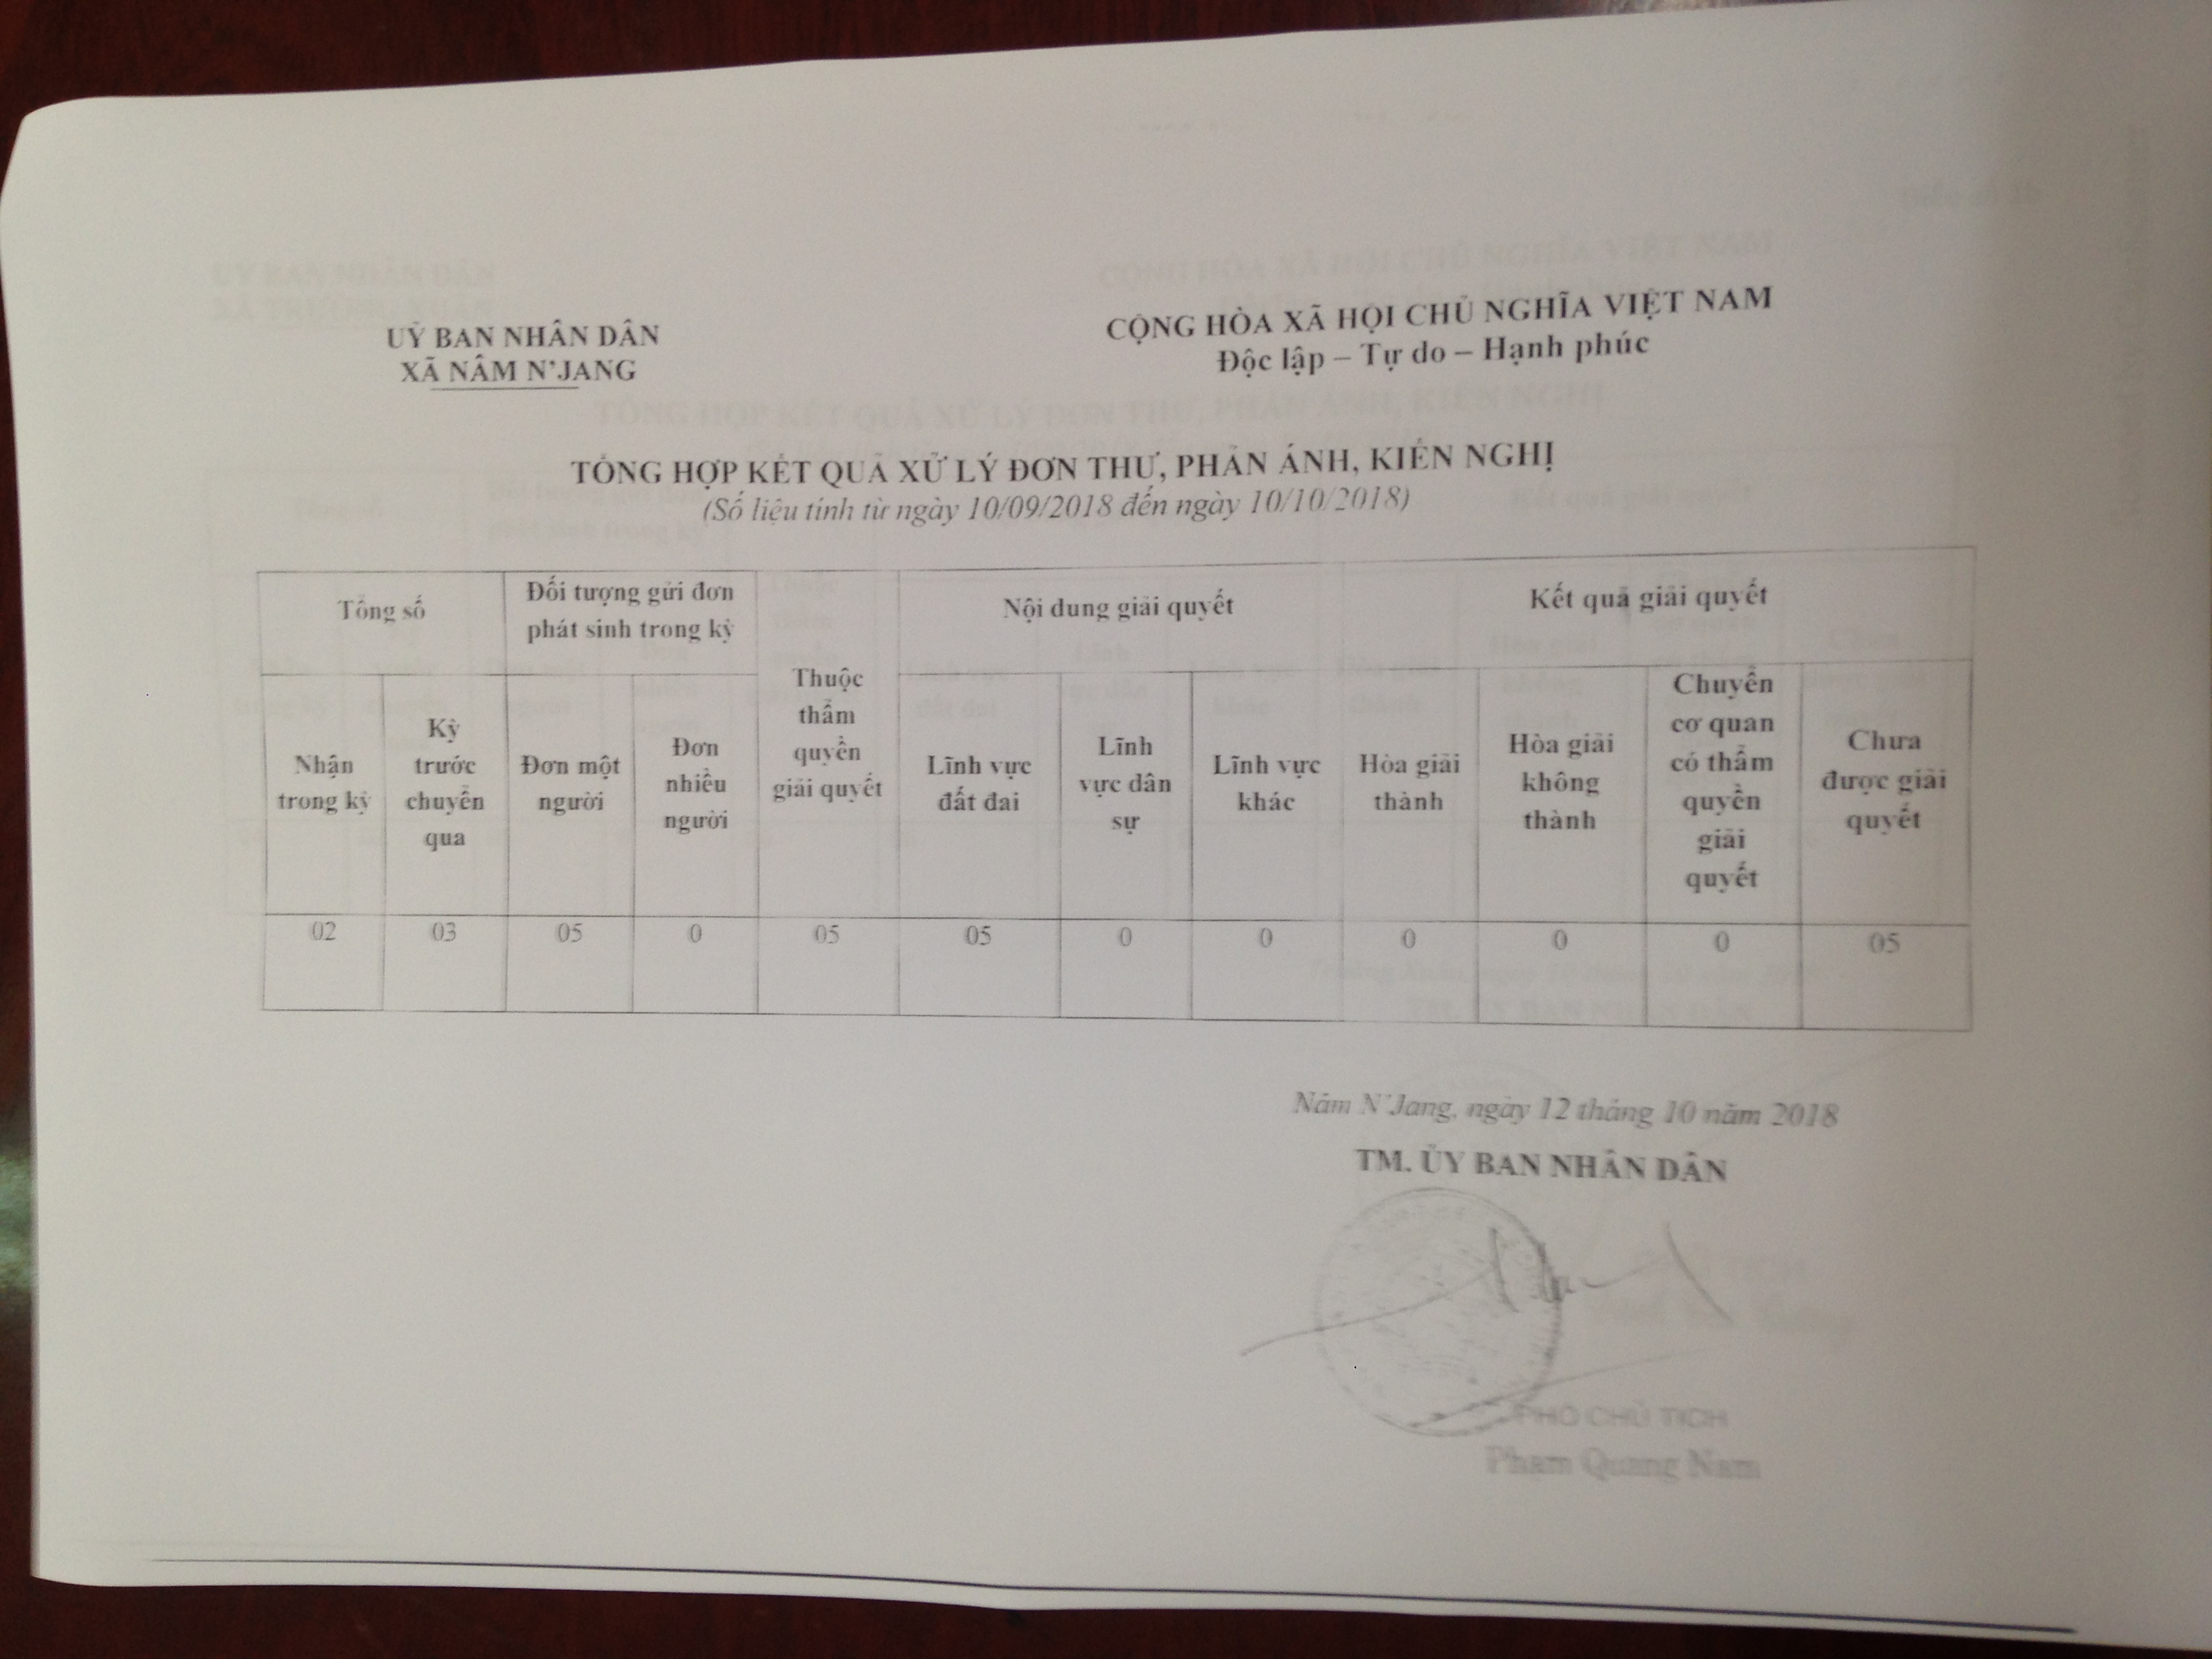 UỶ BAN NHÂN DÂN
XÃ NÂM N'JANG
CỘNG HÒA XÃ HỘI CHỦ NGHĨA VIỆT NAM
Độc lập – Tự do – Hạnh phúc
TỔNG HỢP KẾT QUẢ XỬ LÝ ĐƠN THƯ, PHẢN ÁNH, KIẾN NGHỊ
(Số liệu tính từ ngày 10/09/2018 đến ngày 10/10/2018)
Tổng số
Đối tượng gửi đơn
phát sinh trong kỳ
Thuộc
thẩm
quyền
giải quyết
Nội dung giải quyết
Kết quả giải quyết
Nhận
trong kỳ
Kỳ
trước
chuyển
qua
Đơn một
người
Đơn
nhiều
người
Lĩnh vực
đất đai
Lĩnh
vực dân
sự
Lĩnh vực
khác
Hòa giải
thành
Hòa giải
không
thành
Chuyển
cơ quan
có thẩm
quyền
giải
quyết
Chưa
được giải
quyết
02 03 05 0 05 05 0 0 0 0 0 05
Nâm N'Jang, ngày 12 tháng 10 năm 2018
TM. ỦY BAN NHÂN DÂN
PHÓ CHỦ TỊCH
Phạm Quang Nam